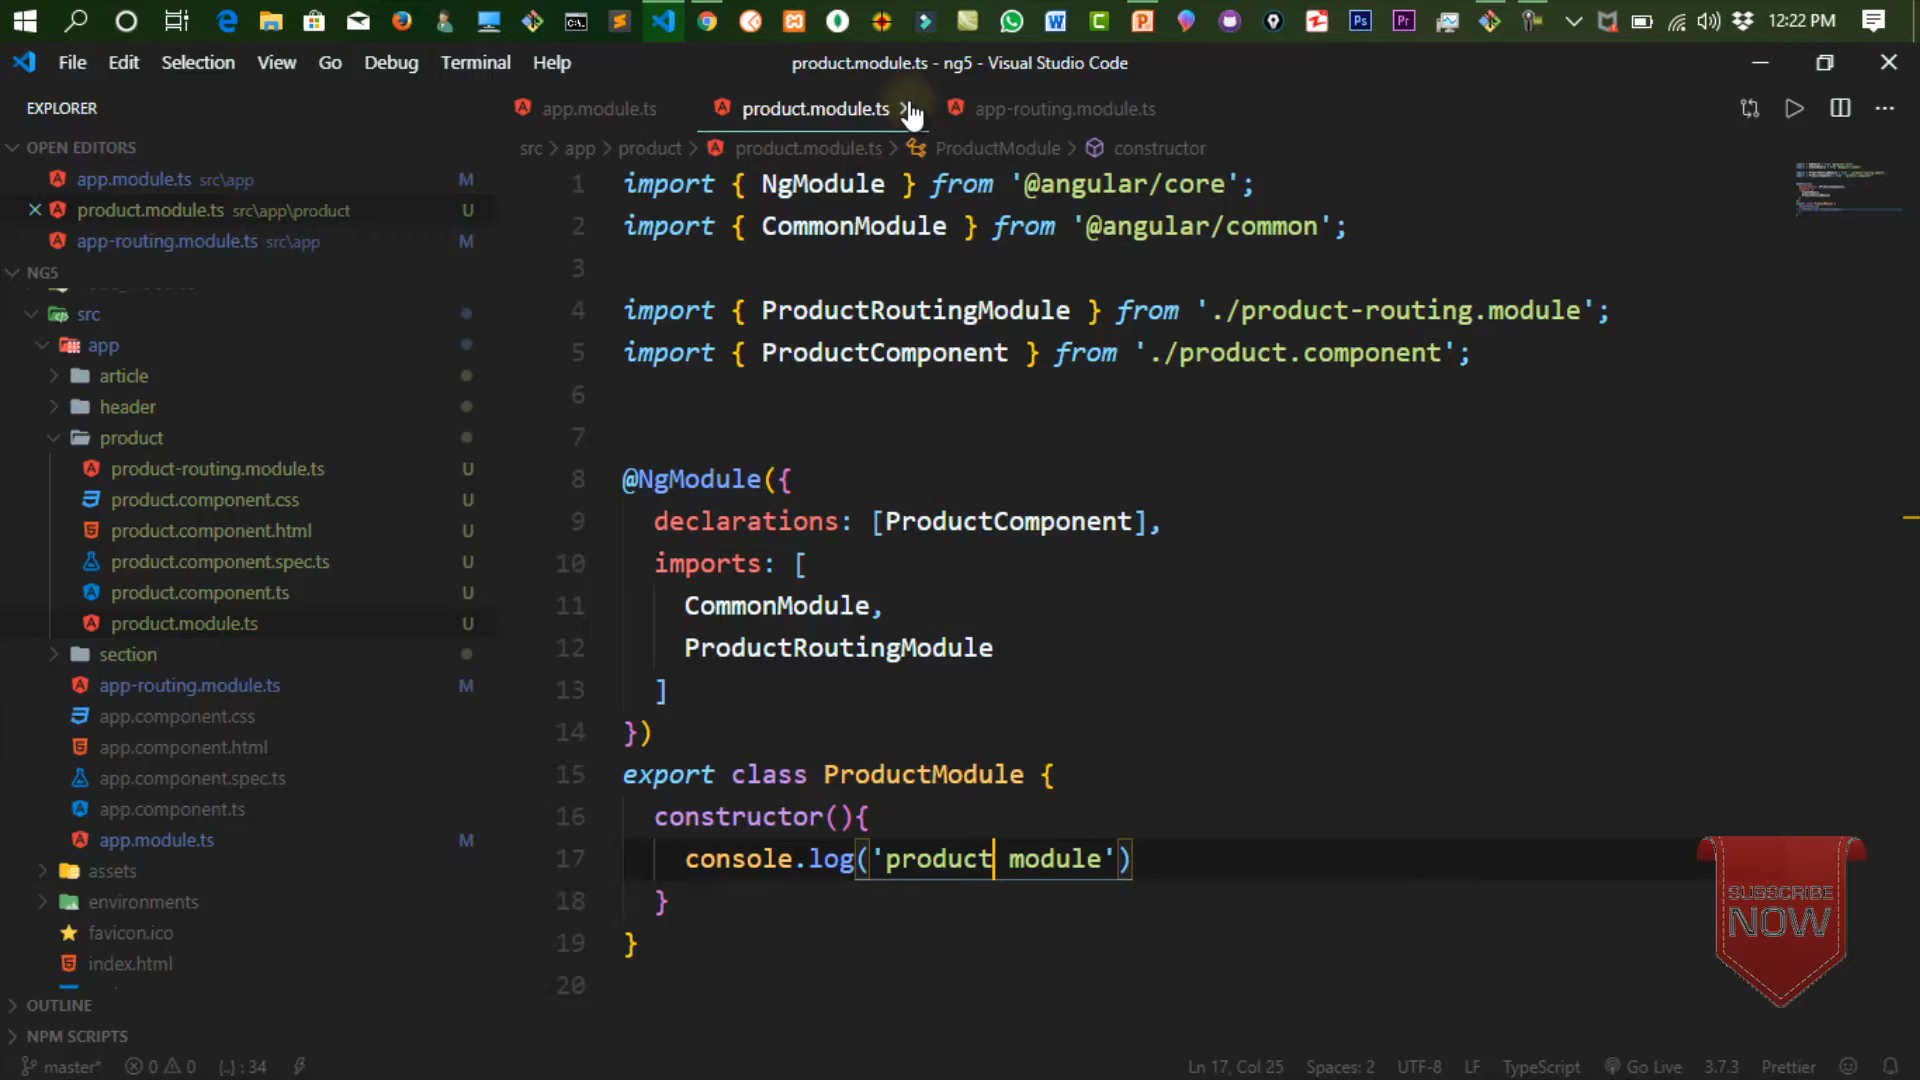 12:22 PM
File Edit Selection View Go Debug Terminal Help
product.module.ts - ng5 - Visual Studio Code
EXPLORER
app.module.ts
product.module.ts
app-routing.module.ts
OPEN EDITORS
app.module.ts src\app M
product.module.ts src\app\product U
app-routing.module.ts src\app M
NG5
src
app
article
header
product
product-routing.module.ts U
product.component.css U
product.component.html U
product.component.spec.ts U
product.component.ts U
product.module.ts U
section
app-routing.module.ts M
app.component.css
app.component.html
app.component.spec.ts
app.component.ts
app.module.ts M
assets
environments
favicon.ico
index.html
OUTLINE
NPM SCRIPTS
src > app > product > product.module.ts > ProductModule > constructor
1 import { NgModule } from '@angular/core';
2 import { CommonModule } from '@angular/common';
3
4 import { ProductRoutingModule } from './product-routing.module';
5 import { ProductComponent } from './product.component';
6
7
8 @NgModule({
9 declarations: [ProductComponent],
10 imports: [
11 CommonModule,
12 ProductRoutingModule
13 ]
14 })
15 export class ProductModule {
16 constructor(){
17 console.log('product module')
18 }
19 }
20
SUBSCRIBE
NOW
master* 0 0 {..} : 34
Ln 17, Col 25 Spaces: 2 UTF-8 LF TypeScript Go Live 3.7.3 Prettier